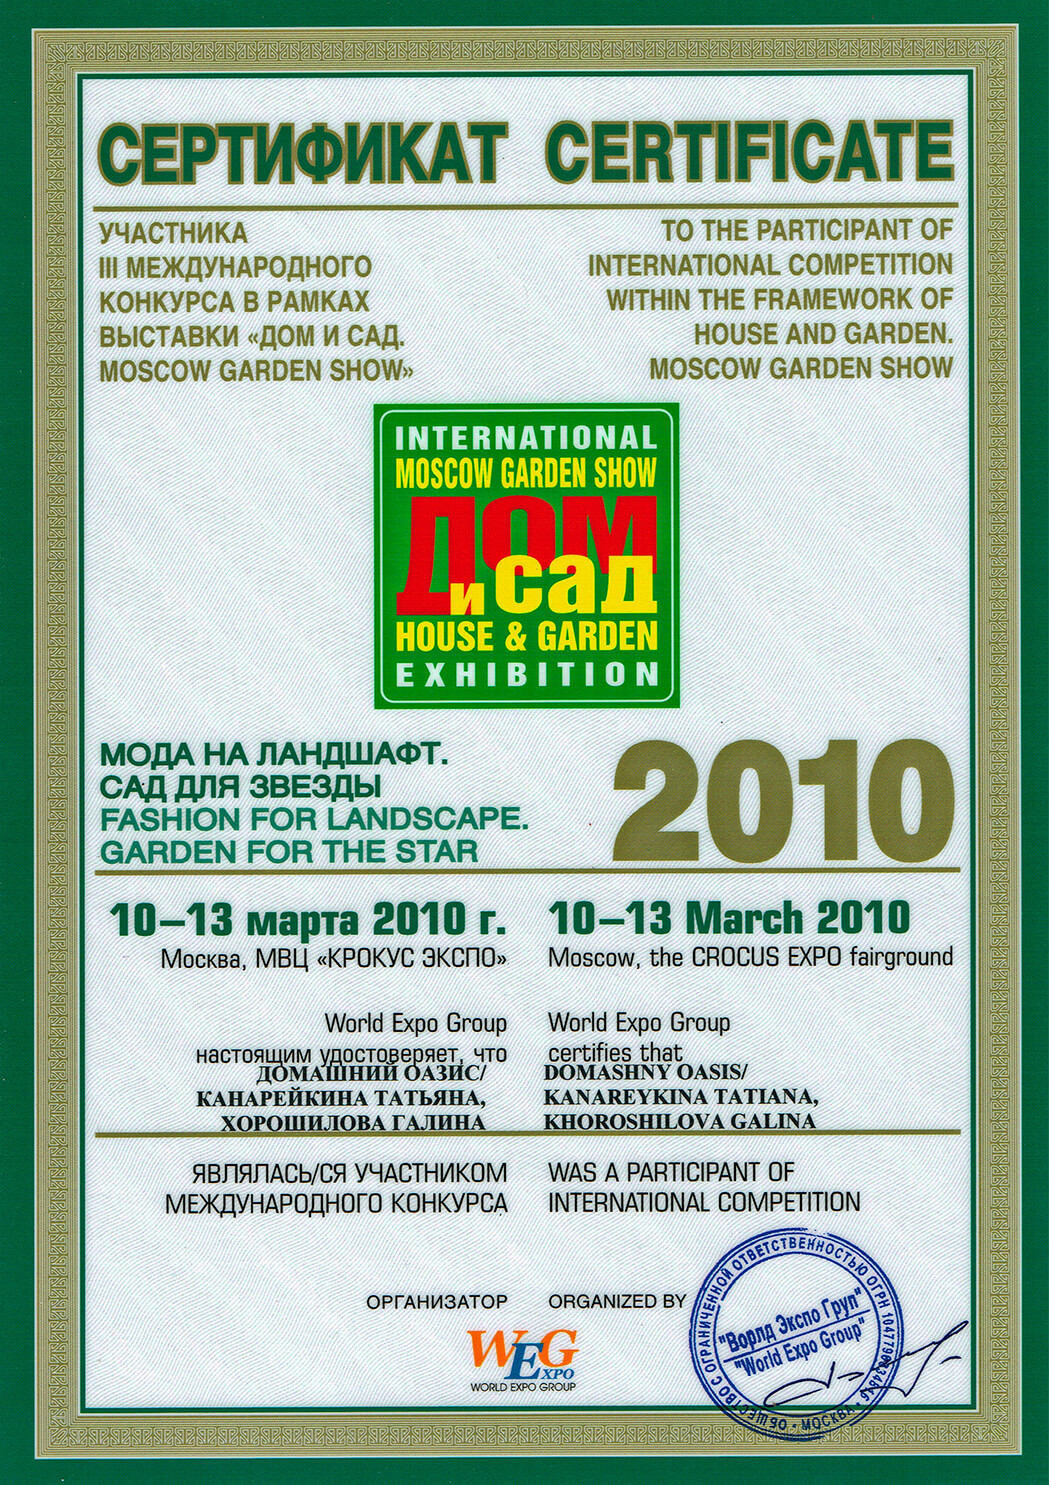 СЕРТИФИКАТ CERTIFICATE
УЧАСТНИКА
III МЕЖДУНАРОДНОГО
КОНКУРСА В РАМКАХ
ВЫСТАВКИ «ДОМ И САД.
MOSCOW GARDEN SHOW»
TO THE PARTICIPANT OF
INTERNATIONAL COMPETITION
WITHIN THE FRAMEWORK OF
HOUSE AND GARDEN.
MOSCOW GARDEN SHOW
INTERNATIONAL
MOSCOW GARDEN SHOW
ДОМ
и сад
HOUSE & GARDEN
EXHIBITION
МОДА НА ЛАНДШАФТ.
САД ДЛЯ ЗВЕЗДЫ
FASHION FOR LANDSCAPE.
GARDEN FOR THE STAR
2010
10–13 марта 2010 г.
Москва, МВЦ «КРОКУС ЭКСПО»
10–13 March 2010
Moscow, the CROCUS EXPO fairground
World Expo Group
настоящим удостоверяет, что
ДОМАШНИЙ ОАЗИС/
КАНАРЕЙКИНА ТАТЬЯНА,
ХОРОШИЛОВА ГАЛИНА
World Expo Group
certifies that
DOMASHNY OASIS/
KANAREYKINA TATIANA,
KHOROSHILOVA GALINA
ЯВЛЯЛАСЬ/СЯ УЧАСТНИКОМ
МЕЖДУНАРОДНОГО КОНКУРСА
WAS A PARTICIPANT OF
INTERNATIONAL COMPETITION
ОРГАНИЗАТОР
ORGANIZED BY
WEG
EXPO
WORLD EXPO GROUP
ОБЩЕСТВО С ОГРАНИЧЕННОЙ ОТВЕТСТВЕННОСТЬЮ ОГРН
"Ворлд Экспо Груп"
"World Expo Group"
МОСКВА